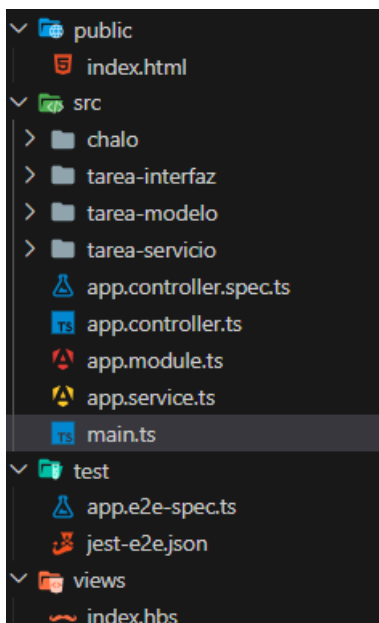 public
index.html
src
chalo
tarea-interfaz
tarea-modelo
tarea-servicio
app.controller.spec.ts
app.controller.ts
app.module.ts
app.service.ts
main.ts
test
app.e2e-spec.ts
jest-e2e.json
views
index.hbs